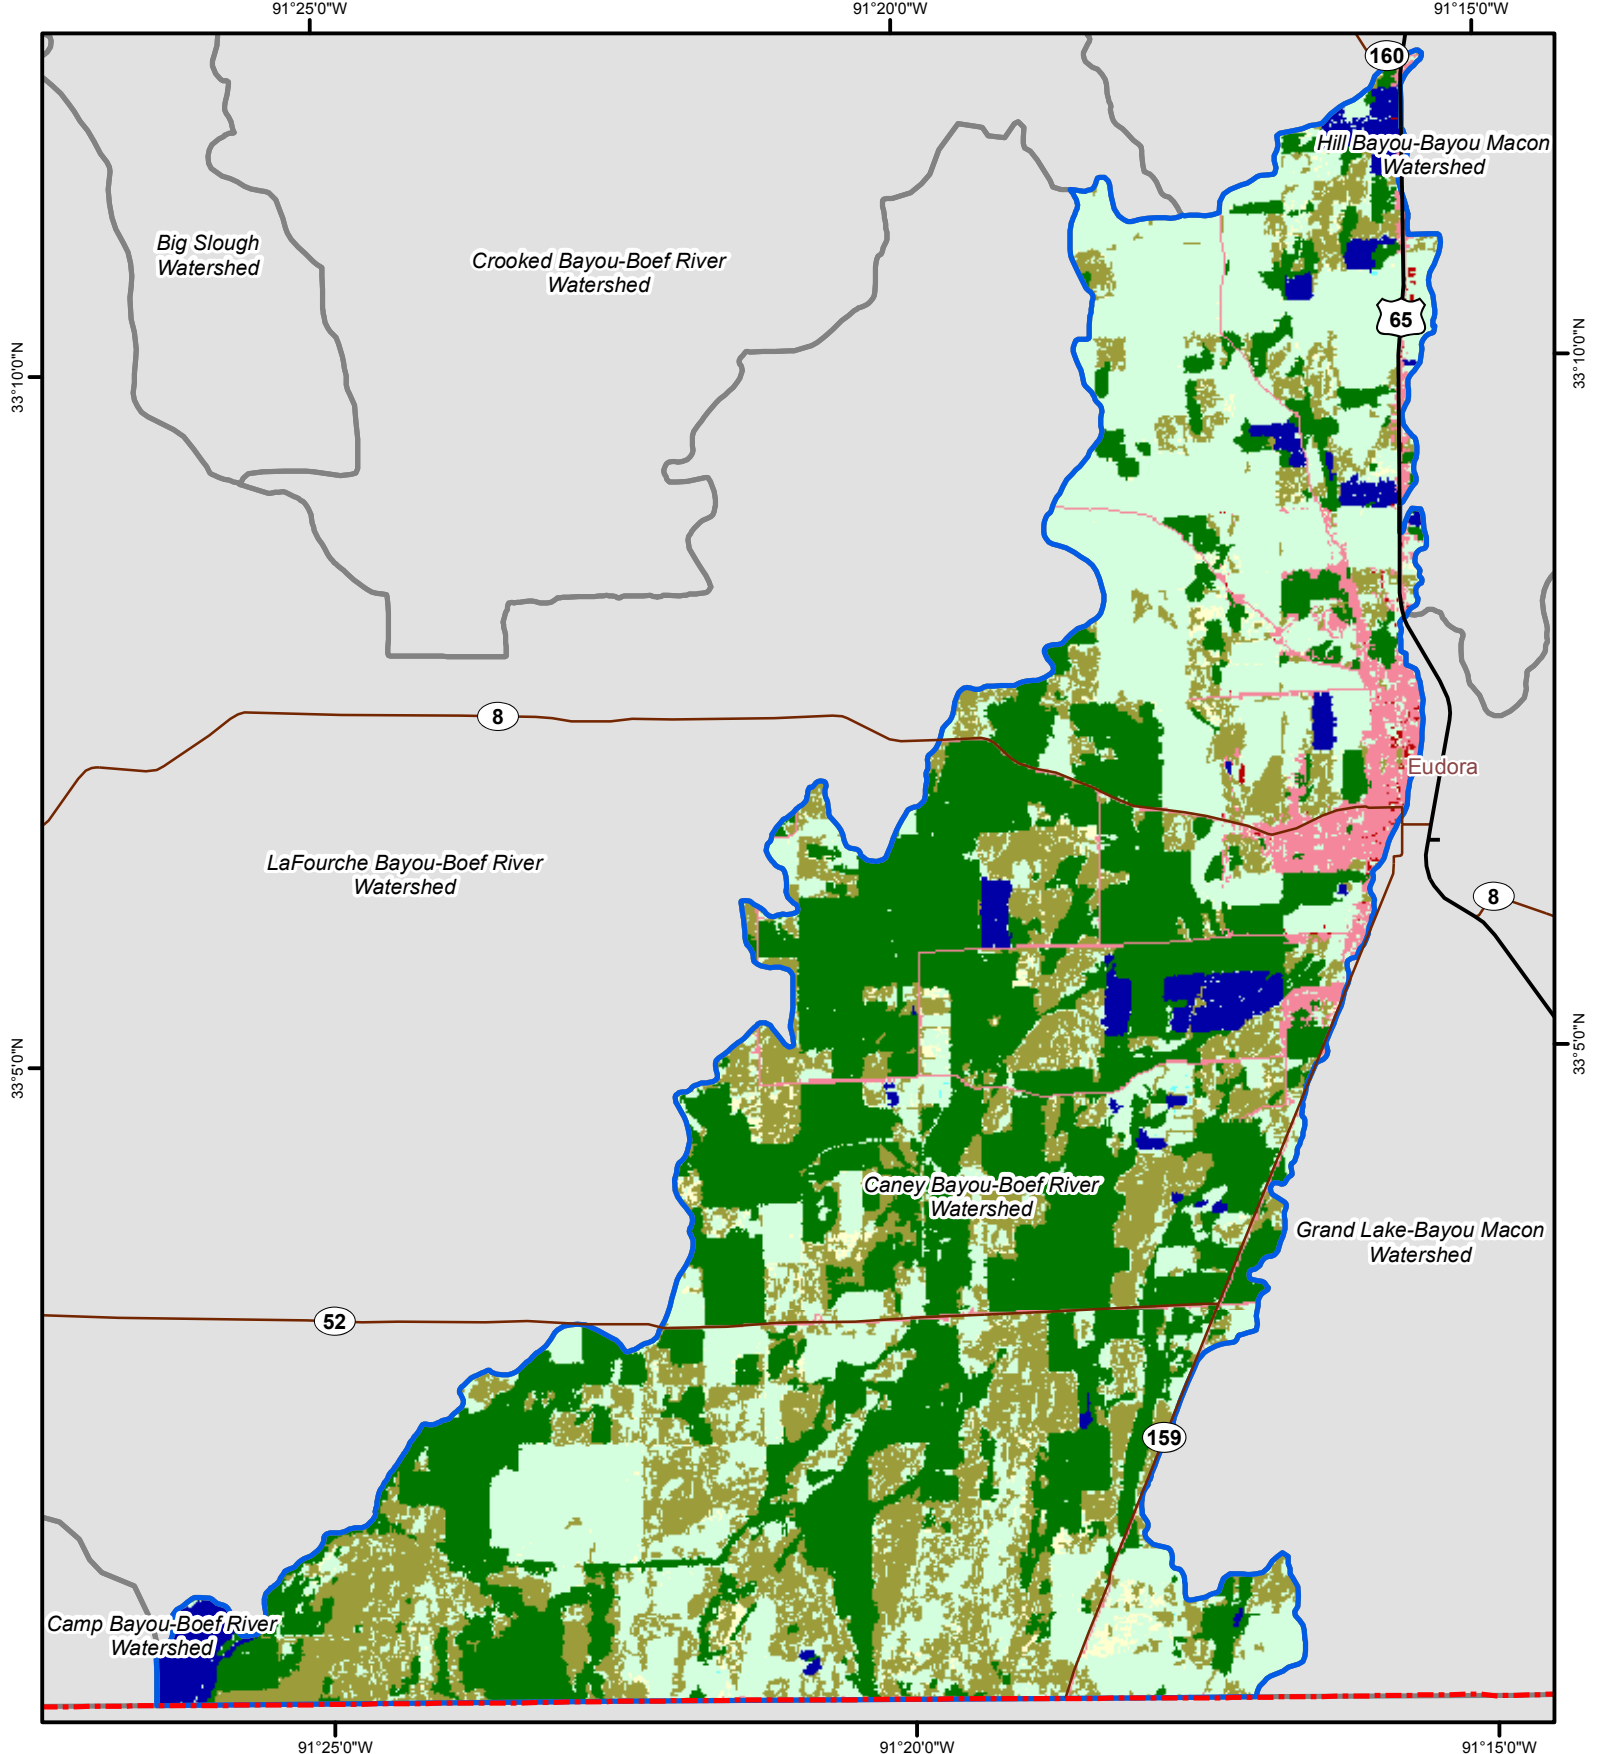 91°25'0"W
91°20'0"W
91°15'0"W
160
Hill Bayou-Bayou Macon
Watershed
Big Slough
Watershed
Crooked Bayou-Boef River
Watershed
65
33°10'0"N
33°10'0"N
8
Eudora
LaFourche Bayou-Boef River
Watershed
8
33°5'0"N
33°5'0"N
Caney Bayou-Boef River
Watershed
Grand Lake-Bayou Macon
Watershed
52
159
Camp Bayou-Boef River
Watershed
91°25'0"W
91°20'0"W
91°15'0"W